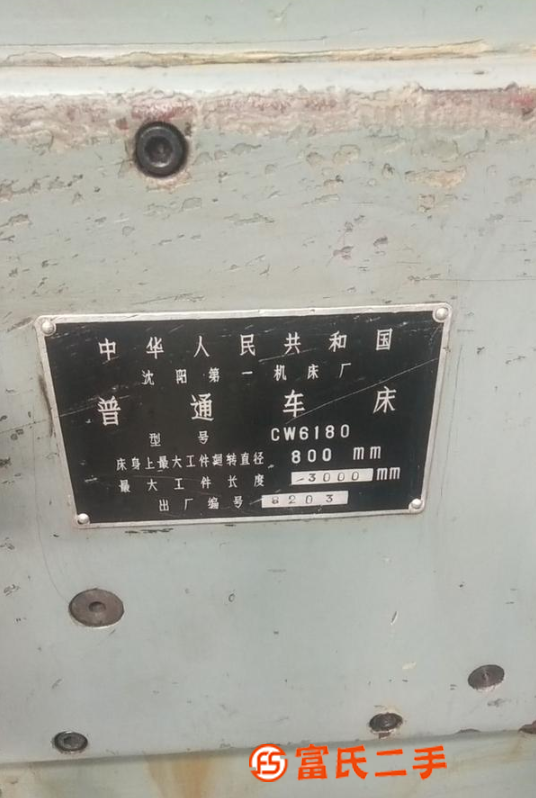 中华人民共和国
沈阳第一机床厂
普通车床
型号 CW6180
床身上最大工件回转直径 800 mm
最大工件长度 3000 mm
出厂编号 8203
富氏二手